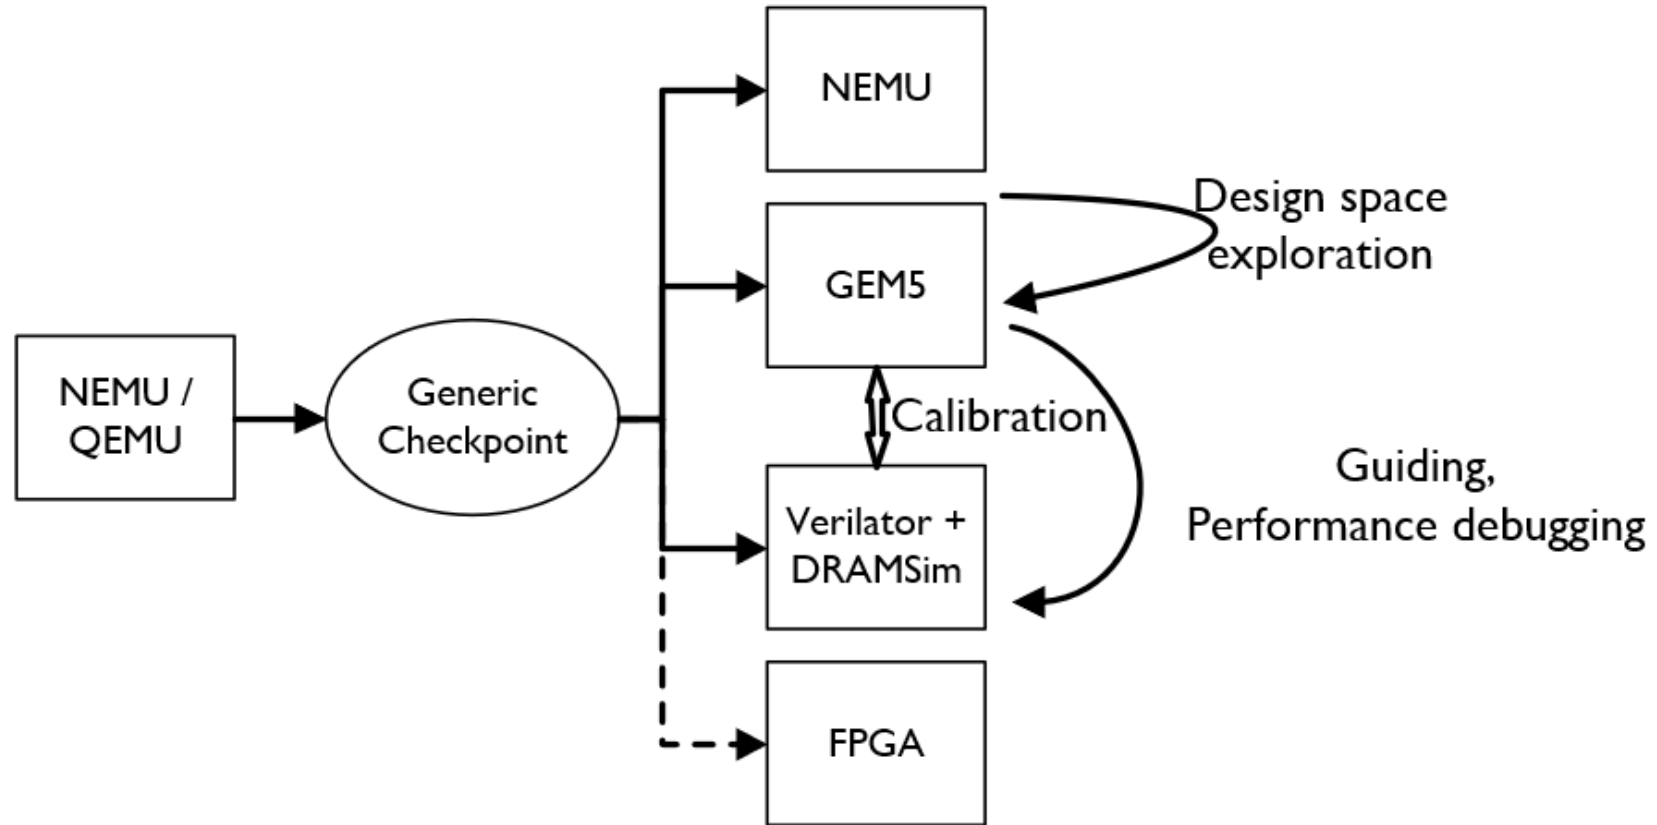 NEMU
Design space
exploration
GEM5
NEMU /
QEMU
Generic
Checkpoint
Calibration
Guiding,
Performance debugging
Verilator +
DRAMSim
FPGA